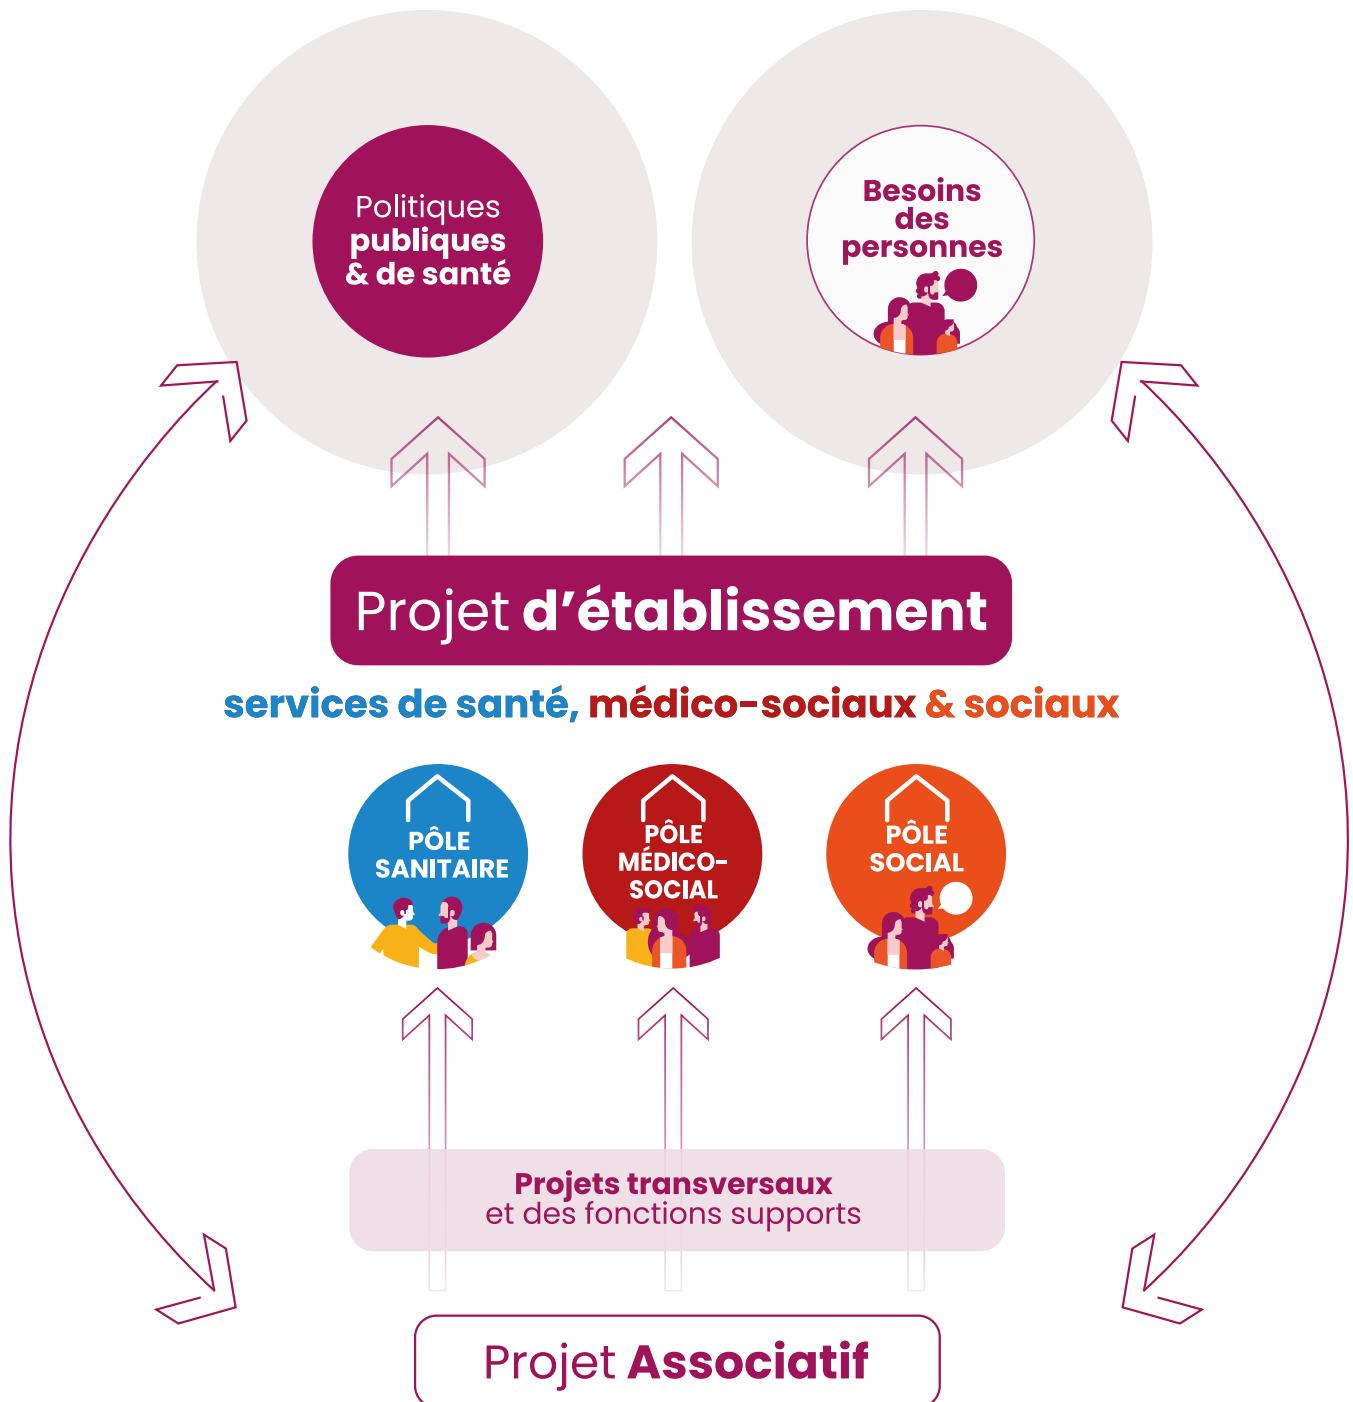 Politiques
publiques
& de santé
Besoins
des
personnes
Projet d'établissement
services de santé, médico-sociaux & sociaux
PÔLE
SANITAIRE
PÔLE
MÉDICO-
SOCIAL
PÔLE
SOCIAL
Projets transversaux
et des fonctions supports
Projet Associatif